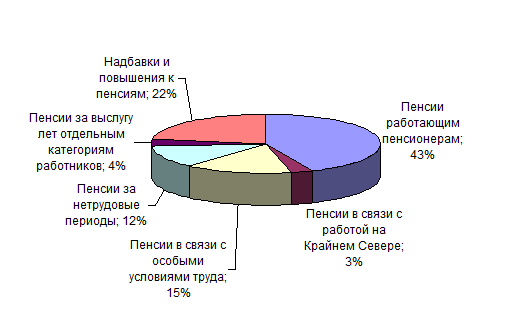 Надбавки и
повышения к
пенсиям; 22%
Пенсии за выслугу
лет отдельным
категориям
работников; 4%
Пенсии за
нетрудовые
периоды; 12%
Пенсии в связи с
особыми
условиями труда;
15%
Пенсии в связи с
работой на
Крайнем Севере;
3%
Пенсии
работающим
пенсионерам;
43%